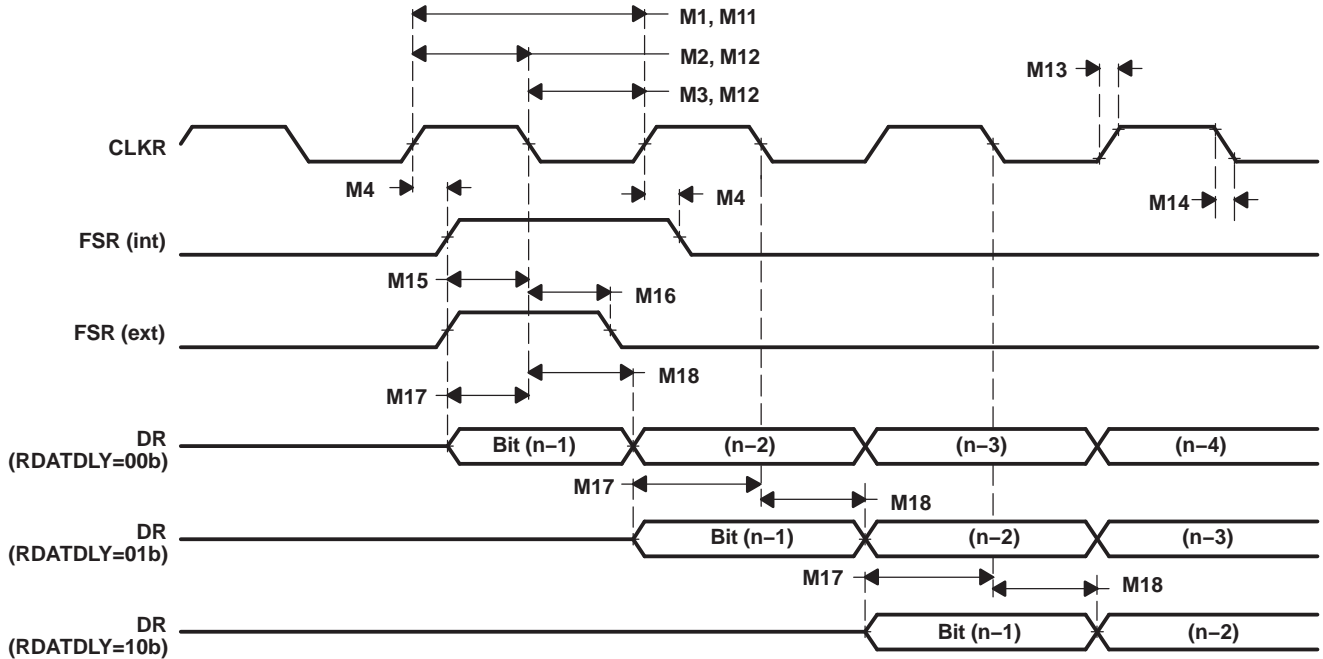 M1, M11
M2, M12
M13
M3, M12
CLKR
M4
M4
M14
FSR (int)
M15
M16
FSR (ext)
M18
M17
DR
(RDATDLY=00b)
Bit (n–1)
(n–2)
(n–3)
(n–4)
M17
M18
DR
(RDATDLY=01b)
Bit (n–1)
(n–2)
(n–3)
M17
M18
DR
(RDATDLY=10b)
Bit (n–1)
(n–2)